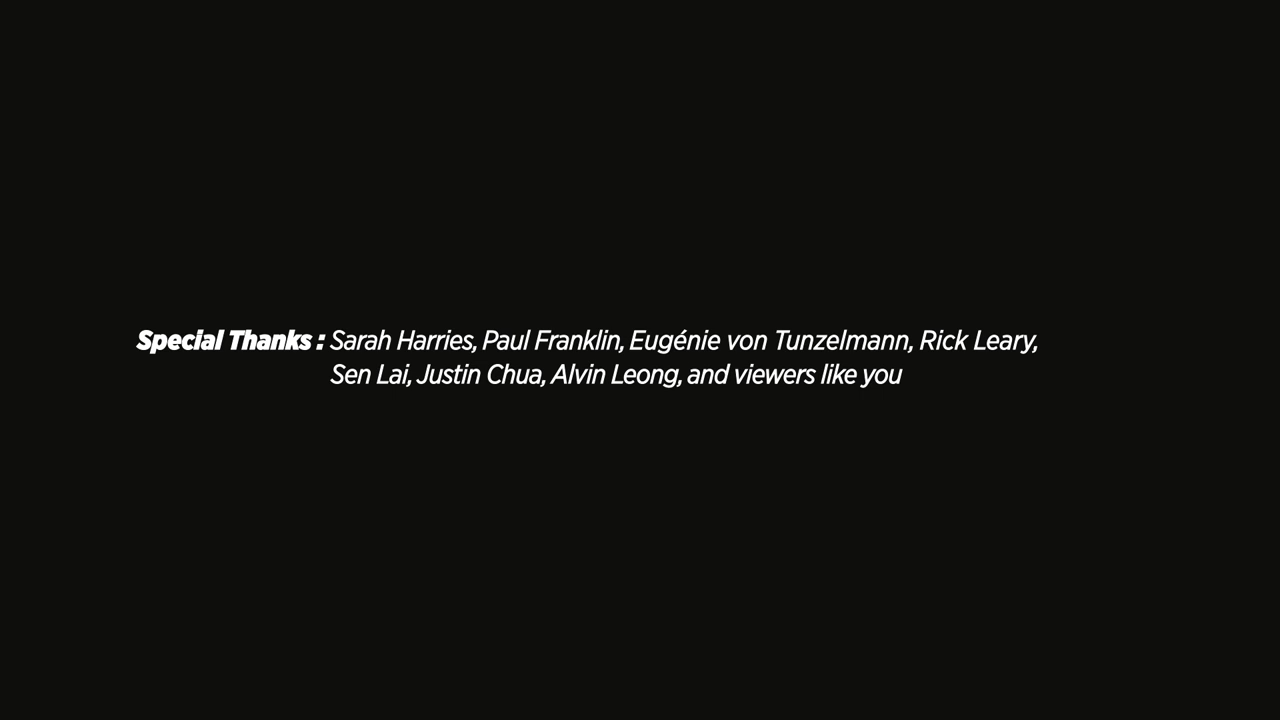 Special Thanks : Sarah Harries, Paul Franklin, Eugénie von Tunzelmann, Rick Leary,
Sen Lai, Justin Chua, Alvin Leong, and viewers like you